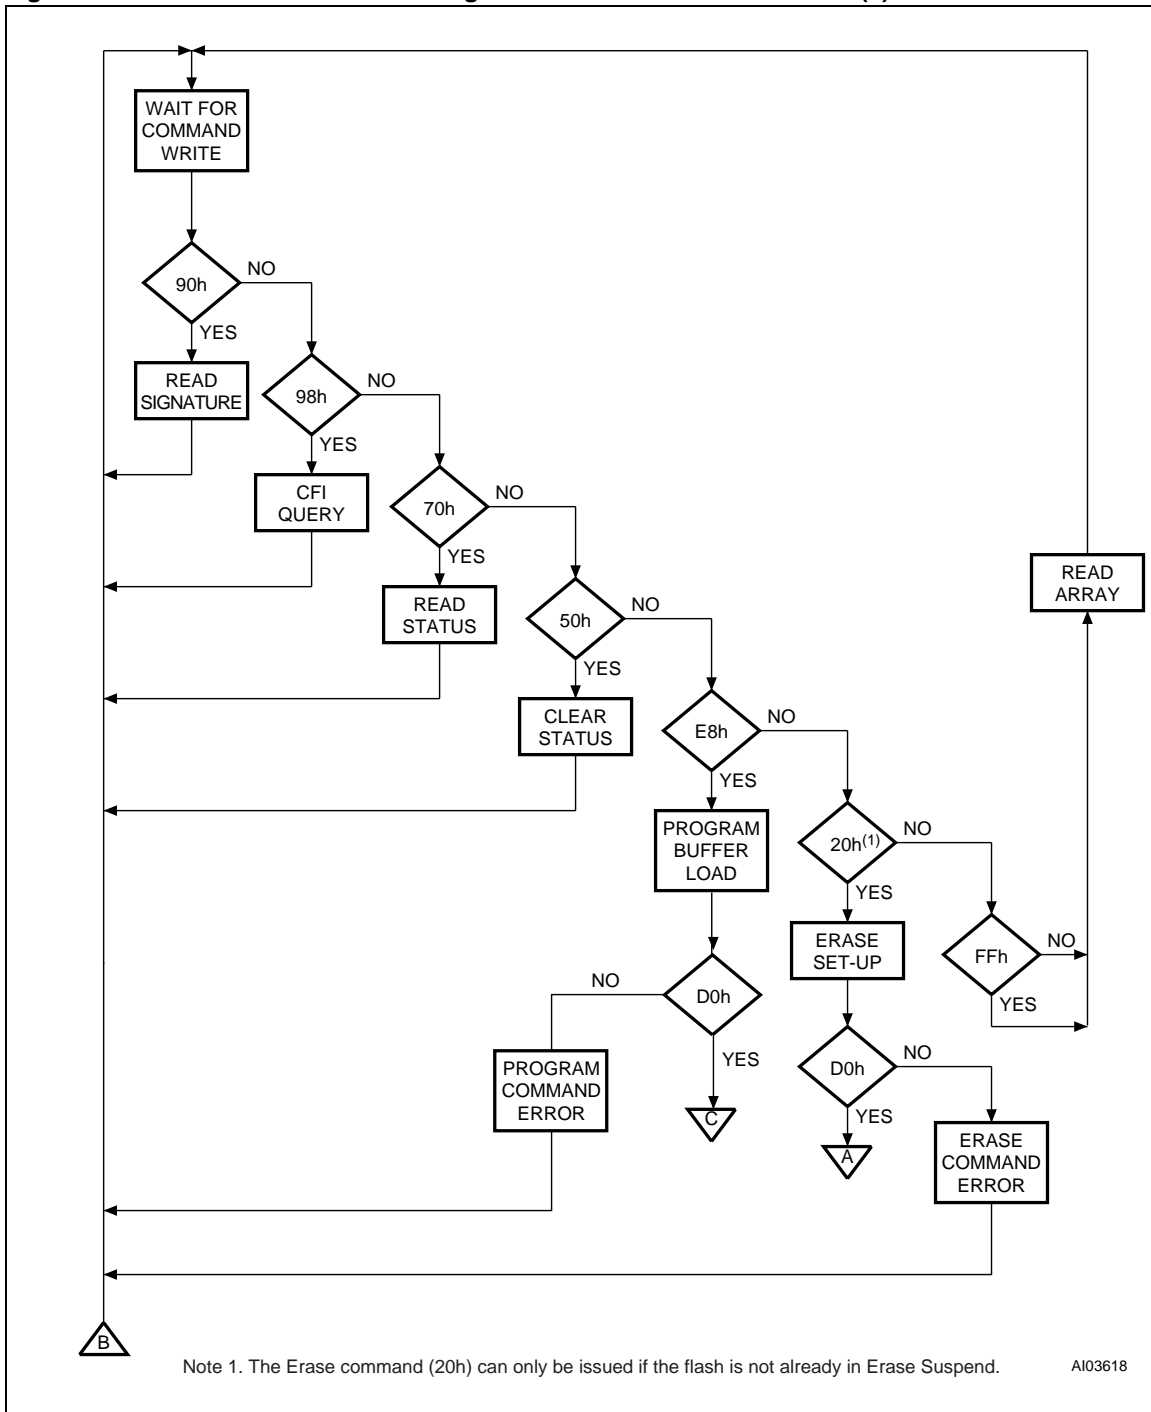 WAIT FOR
COMMAND
WRITE
90h
NO
YES
READ
SIGNATURE
98h
NO
YES
CFI
QUERY
70h
NO
YES
READ
STATUS
50h
NO
YES
CLEAR
STATUS
READ
ARRAY
E8h
NO
YES
PROGRAM
BUFFER
LOAD
20h(1)
NO
YES
ERASE
SET-UP
FFh
NO
YES
D0h
NO
YES
PROGRAM
COMMAND
ERROR
C
D0h
NO
YES
A
ERASE
COMMAND
ERROR
B
Note 1. The Erase command (20h) can only be issued if the flash is not already in Erase Suspend.
AI03618